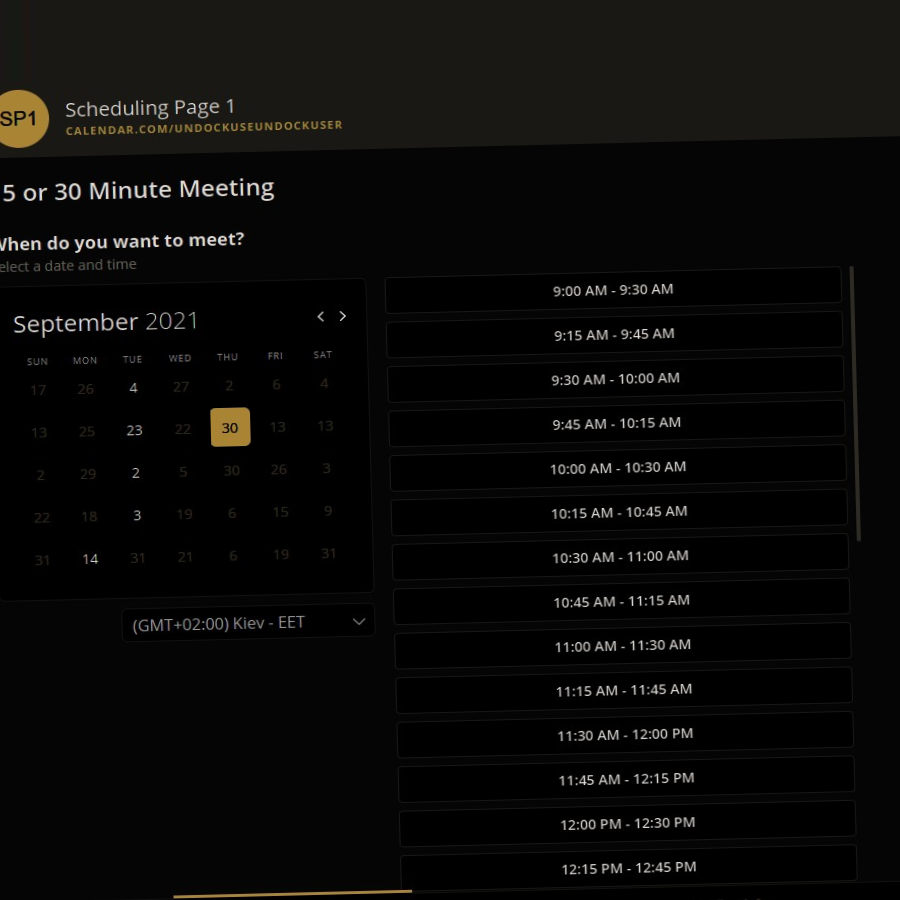 SP1
Scheduling Page 1
CALENDAR.COM/UNDOCKUSEUNDOCKUSER
5 or 30 Minute Meeting
When do you want to meet?
elect a date and time
September 2021
SUN MON TUE WED THU FRI SAT
17 26 4 27 2 6 4
13 25 23 22 30 13 13
2 29 2 5 30 26 3
22 18 3 19 6 15 9
31 14 31 21 6 19 31
(GMT+02:00) Kiev - EET
9:00 AM - 9:30 AM
9:15 AM - 9:45 AM
9:30 AM - 10:00 AM
9:45 AM - 10:15 AM
10:00 AM - 10:30 AM
10:15 AM - 10:45 AM
10:30 AM - 11:00 AM
10:45 AM - 11:15 AM
11:00 AM - 11:30 AM
11:15 AM - 11:45 AM
11:30 AM - 12:00 PM
11:45 AM - 12:15 PM
12:00 PM - 12:30 PM
12:15 PM - 12:45 PM